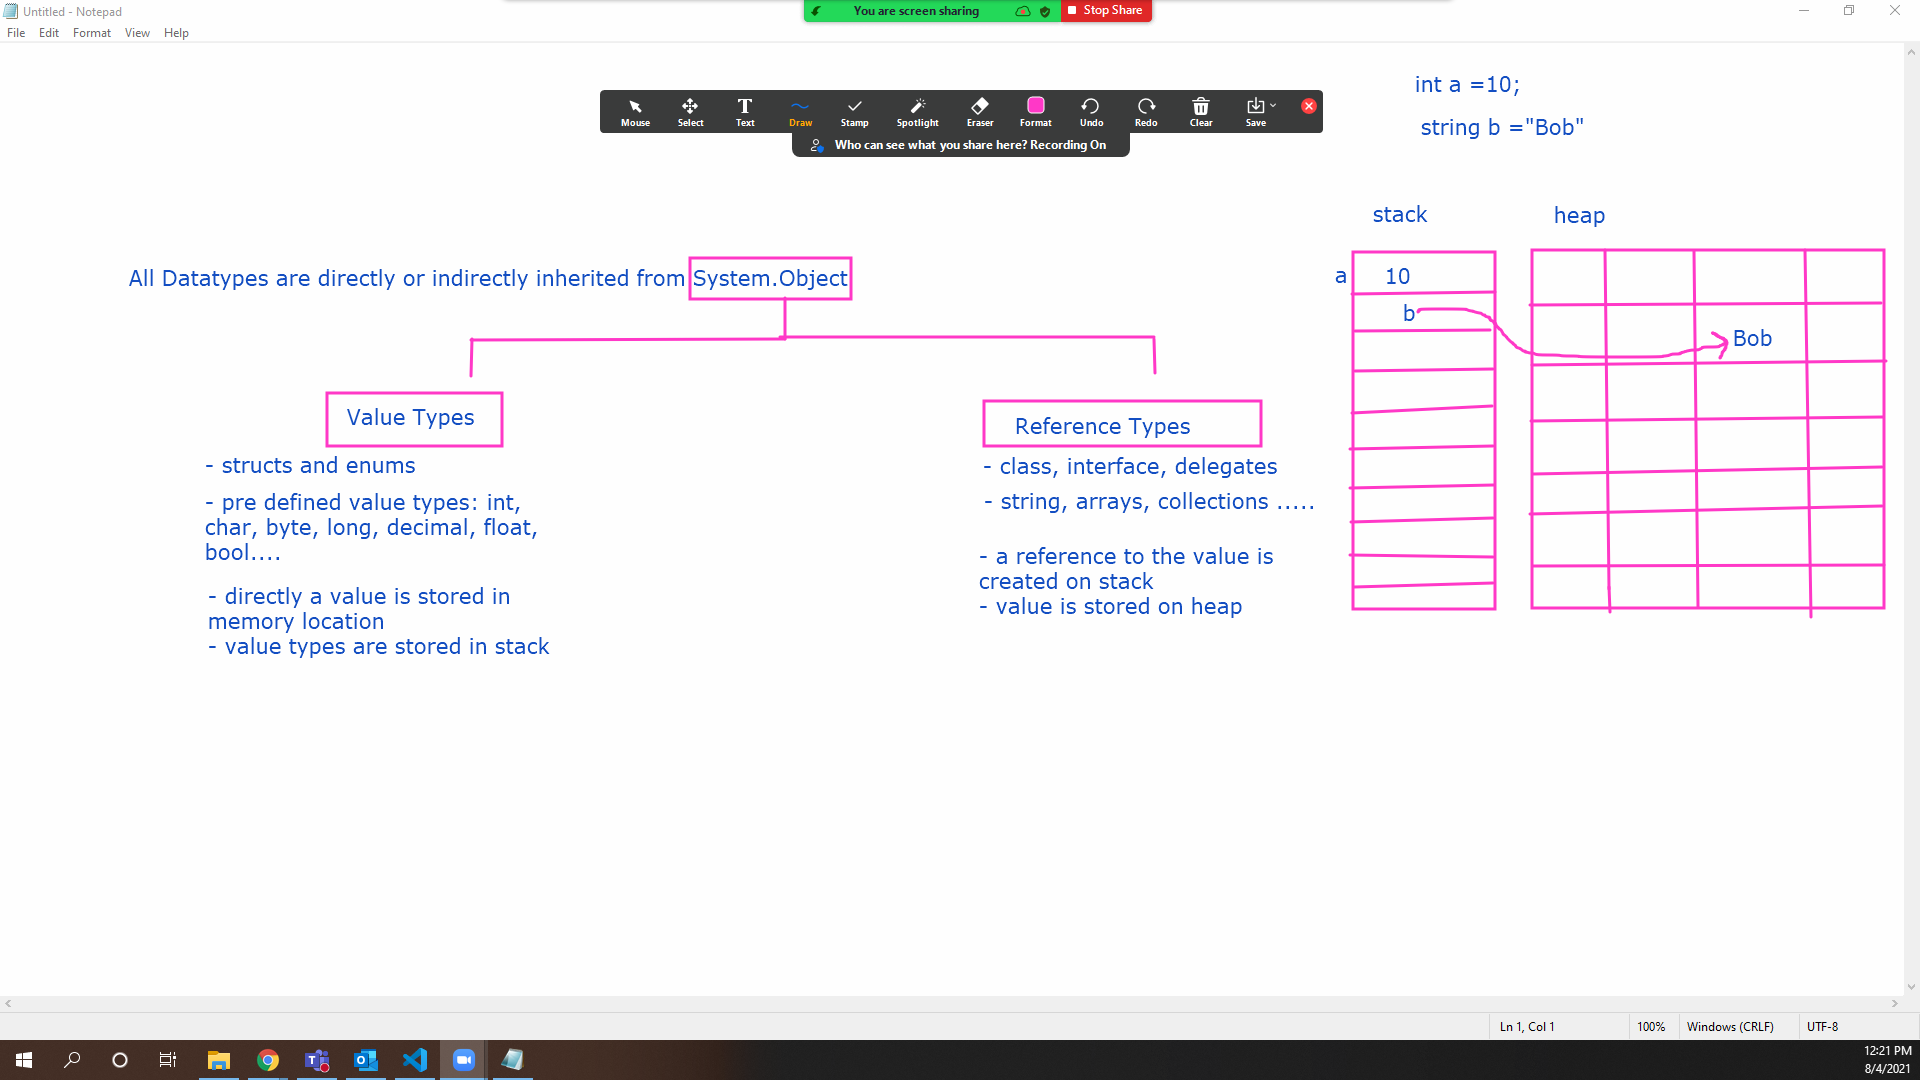 Untitled - Notepad
You are screen sharing
Stop Share
File Edit Format View Help
int a =10;
Mouse Select Text Draw Stamp Spotlight Eraser Format Undo Redo Clear Save
string b ="Bob"
Who can see what you share here? Recording On
stack heap
All Datatypes are directly or indirectly inherited from System.Object
a 10
b
Bob
Value Types
- structs and enums
- pre defined value types: int,
char, byte, long, decimal, float,
bool....
- directly a value is stored in
memory location
- value types are stored in stack
Reference Types
- class, interface, delegates
- string, arrays, collections .....
- a reference to the value is
created on stack
- value is stored on heap
Ln 1, Col 1 100% Windows (CRLF) UTF-8
12:21 PM
8/4/2021